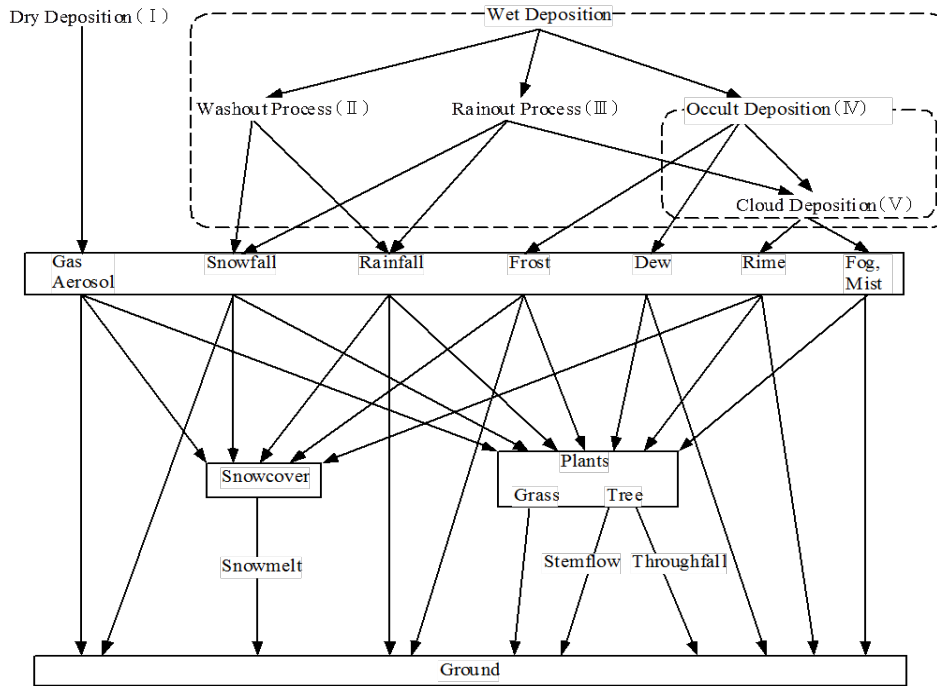 Dry Deposition(Ⅰ)
Wet Deposition
Washout Process(Ⅱ)
Rainout Process(Ⅲ)
Occult Deposition(Ⅳ)
Cloud Deposition(Ⅴ)
Gas
Aerosol
Snowfall
Rainfall
Frost
Dew
Rime
Fog,
Mist
Snowcover
Plants
Grass
Tree
Snowmelt
Stemflow
Throughfall
Ground